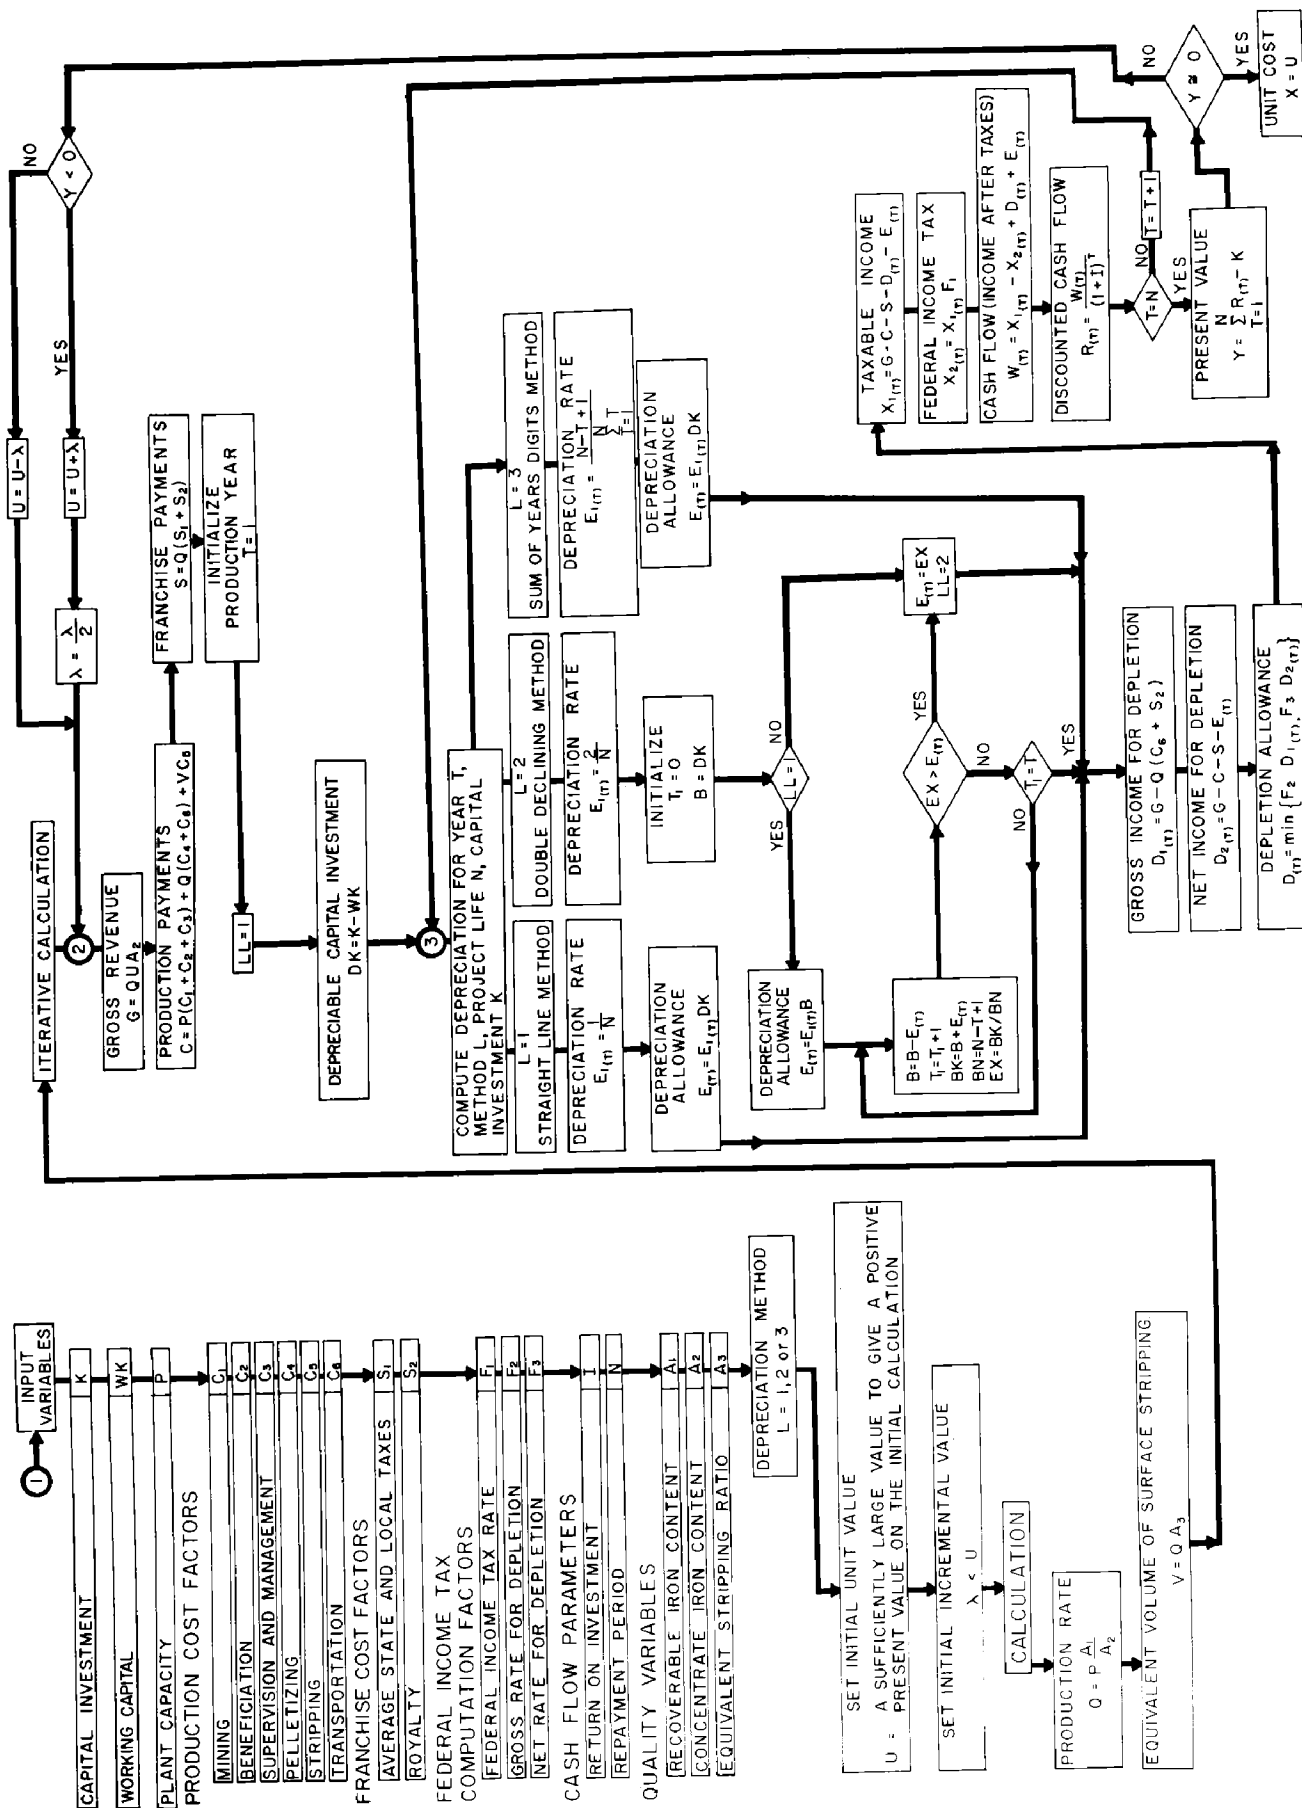 1
INPUT
VARIABLES
CAPITAL INVESTMENT K
WORKING CAPITAL WK
PLANT CAPACITY P
PRODUCTION COST FACTORS
MINING C₁
BENEFICIATION C₂
SUPERVISION AND MANAGEMENT C₃
PELLETIZING C₄
STRIPPING C₅
TRANSPORTATION C₆
FRANCHISE COST FACTORS
AVERAGE STATE AND LOCAL TAXES S₁
ROYALTY S₂
FEDERAL INCOME TAX
COMPUTATION FACTORS
FEDERAL INCOME TAX RATE F₁
GROSS RATE FOR DEPLETION F₂
NET RATE FOR DEPLETION F₃
CASH FLOW PARAMETERS
RETURN ON INVESTMENT I
REPAYMENT PERIOD N
QUALITY VARIABLES
RECOVERABLE IRON CONTENT A₁
CONCENTRATE IRON CONTENT A₂
EQUIVALENT STRIPPING RATIO A₃
DEPRECIATION METHOD
L = 1, 2 or 3
SET INITIAL UNIT VALUE
U = A SUFICIENTLY LARGE VALUE TO GIVE A POSITIVE
PRESENT VALUE ON THE INITIAL CALCULATION
SET INITIAL INCREMENTAL VALUE
λ < U
CALCULATION
PRODUCTION RATE
Q = P A₁/A₂
EQUIVALENT VOLUME OF SURFACE STRIPPING
V = Q A₃
ITERATIVE CALCULATION
2
GROSS REVENUE
G = QUA₂
PRODUCTION PAYMENTS
C = P(C₁+C₂+C₃)+Q(C₄+C₆)+VC₅
FRANCHISE PAYMENTS
S=Q(S₁+S₂)
INITIALIZE
PRODUCTION YEAR
T=1
LL=1
DEPRECIABLE CAPITAL INVESTMENT
DK=K-WK
3
COMPUTE DEPRECIATION FOR YEAR T,
METHOD L, PROJECT LIFE N, CAPITAL
INVESTMENT K
L=1
STRAIGHT LINE METHOD
DEPRECIATION RATE
E₁₍T₎=1/N
DEPRECIATION
ALLOWANCE
E₍T₎=E₁₍T₎DK
L=2
DOUBLE DECLINING METHOD
DEPRECIATION RATE
E₁₍T₎=2/N
INITIALIZE
T₁=0
B=DK
LL=1
YES
NO
DEPRECIATION
ALLOWANCE
E₍T₎=E₁₍T₎B
B=B-E₍T₎
T₁=T₁+1
BK=B+E₍T₎
BN=N-T+1
EX=BK/BN
EX>E₍T₎
YES
NO
E₍T₎=EX
LL=2
T₁=T
NO
YES
L=3
SUM OF YEARS DIGITS METHOD
DEPRECIATION RATE
E₁₍T₎=N-T+1/N Σ T T=1
DEPRECIATION
ALLOWANCE
E₍T₎=E₁₍T₎DK
GROSS INCOME FOR DEPLETION
D₁₍T₎=G-Q(C₆+S₂)
NET INCOME FOR DEPLETION
D₂₍T₎=G-C-S-E₍T₎
DEPLETION ALLOWANCE
D₍T₎=min{F₂ D₁₍T₎, F₃ D₂₍T₎}
TAXABLE INCOME
X₁₍T₎=G-C-S-D₍T₎-E₍T₎
FEDERAL INCOME TAX
X₂₍T₎=X₁₍T₎F₁
CASH FLOW (INCOME AFTER TAXES)
W₍T₎=X₁₍T₎-X₂₍T₎+D₍T₎+E₍T₎
DISCOUNTED CASH FLOW
R₍T₎=W₍T₎/(1+I)ᵀ
T=N
NO
T=T+1
YES
PRESENT VALUE
Y= N Σ T=1 R₍T₎-K
Y≈0
NO
YES
UNIT COST
X=U
Y<0
NO
YES
U=U-λ
U=U+λ
λ=λ/2